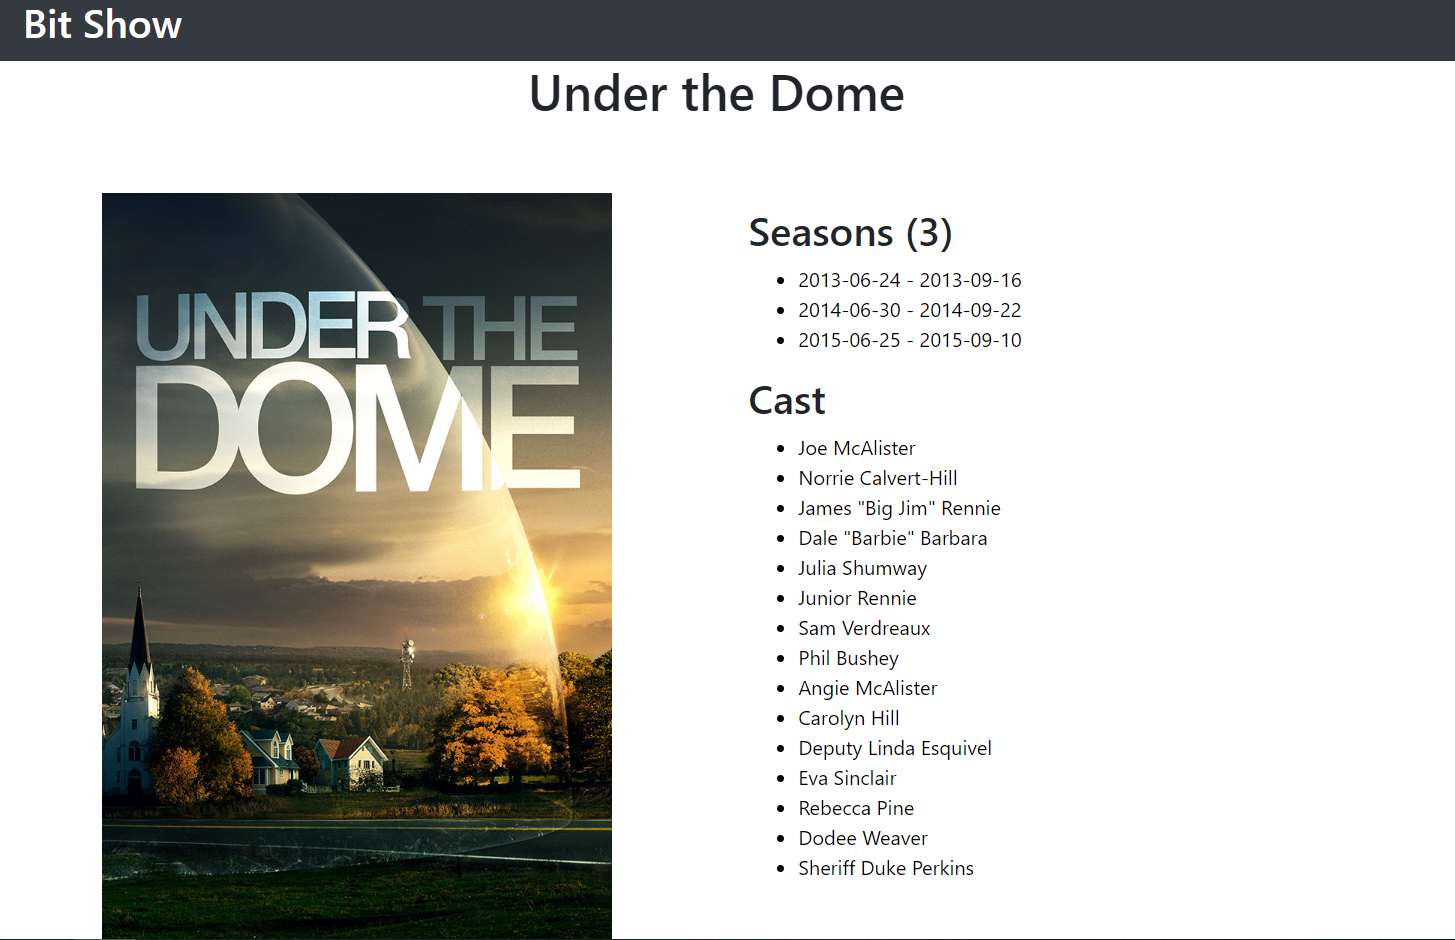 Bit Show
Under the Dome
UNDER THE
DOME
Seasons (3)
2013-06-24 - 2013-09-16
2014-06-30 - 2014-09-22
2015-06-25 - 2015-09-10
Cast
Joe McAlister
Norrie Calvert-Hill
James "Big Jim" Rennie
Dale "Barbie" Barbara
Julia Shumway
Junior Rennie
Sam Verdreaux
Phil Bushey
Angie McAlister
Carolyn Hill
Deputy Linda Esquivel
Eva Sinclair
Rebecca Pine
Dodee Weaver
Sheriff Duke Perkins